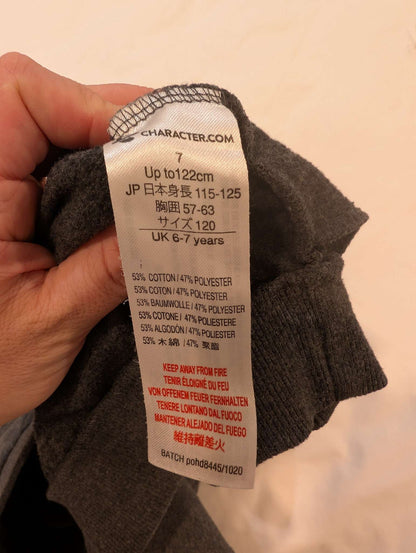 CHARACTER.COM
7
Up to 122cm
JP 日本身長 115-125
胸囲 57-63
サイズ 120
UK 6-7 years
53% COTTON / 47% POLYESTER
53% COTON / 47% POLYESTER
53% BAUMWOLLE / 47% POLYESTER
53% COTONE / 47% POLIESTERE
53% ALGODÓN / 47% POLIÉSTER
53% 木綿 / 47% 聚酯
KEEP AWAY FROM FIRE
TENIR ÉLOIGNÉ DU FEU
VON OFFENEM FEUER FERNHALTEN
TENERE LONTANO DAL FUOCO
MANTENER ALEJADO DEL FUEGO
維持離差火
BATCH pohd8445/1020